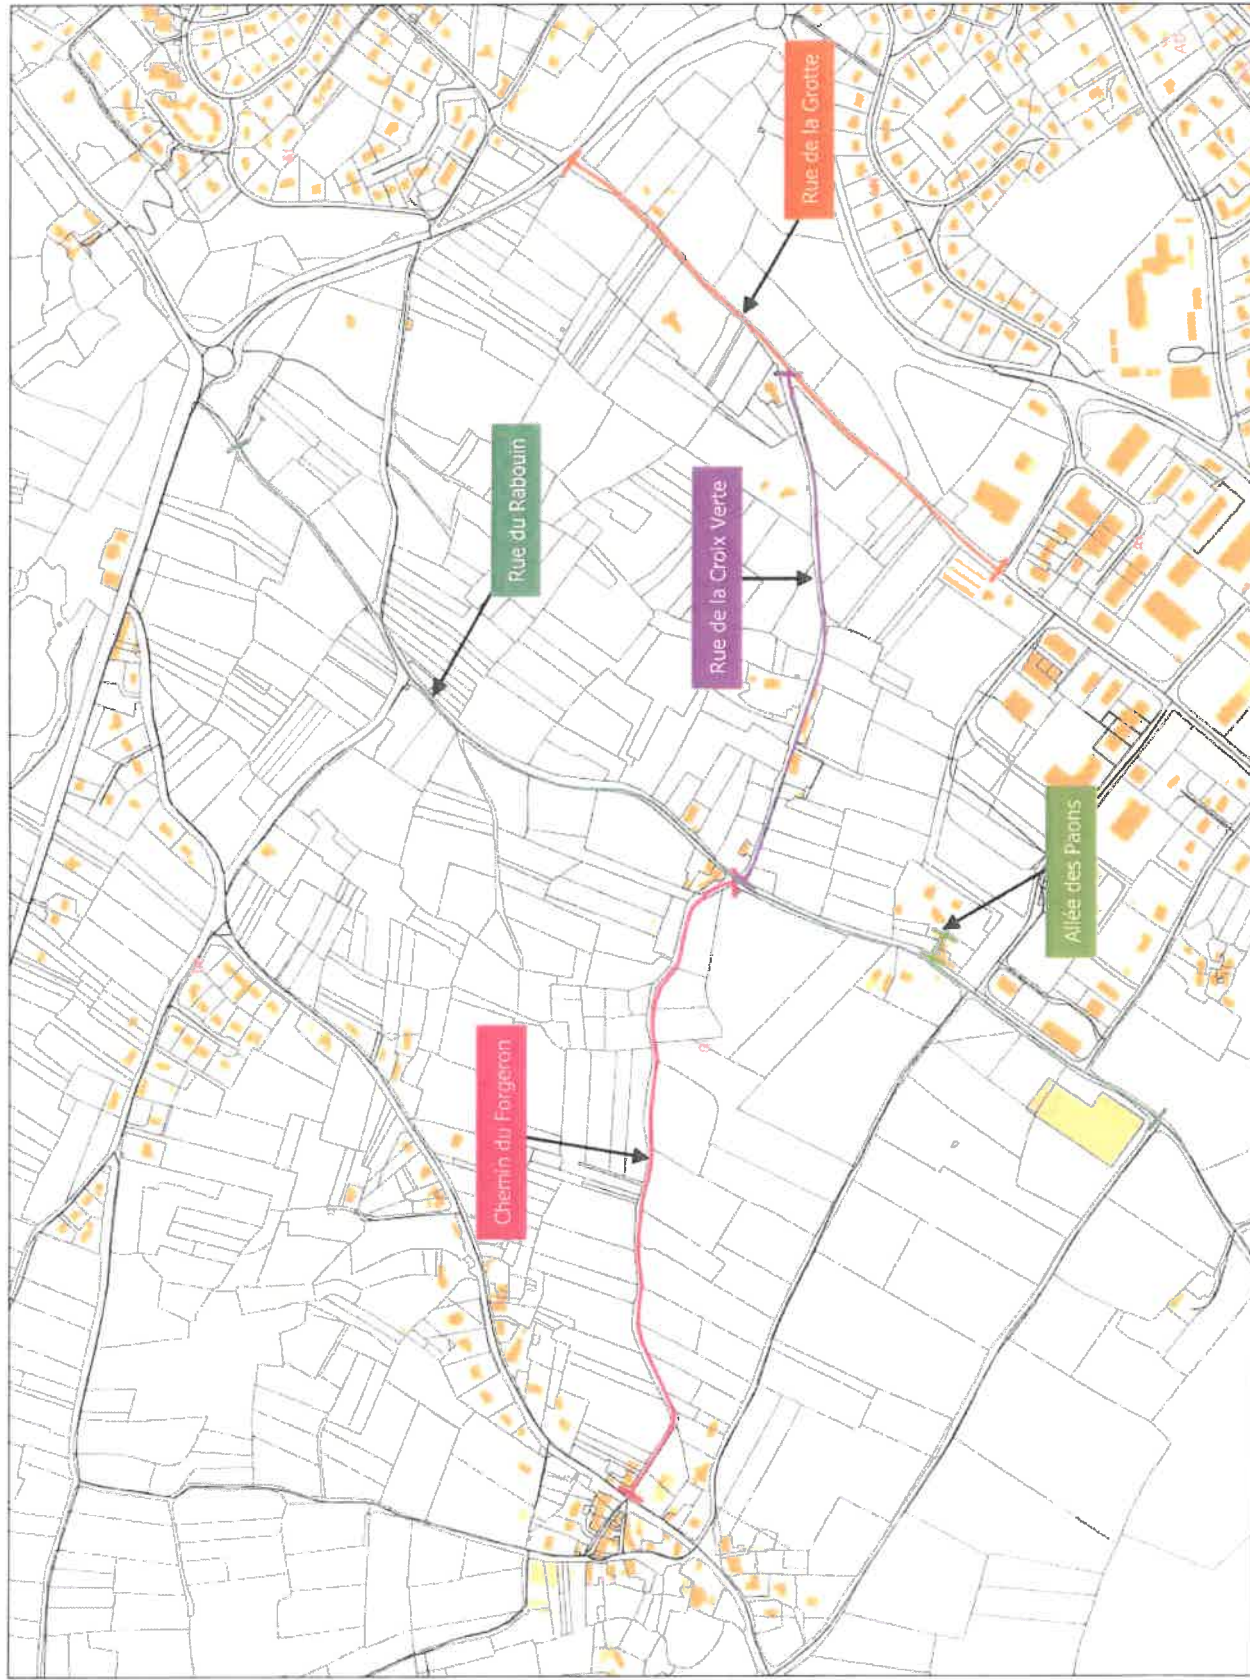 Rue de la Grotte
Rue du Rabouin
Rue de la Croix Verte
Allée des Paons
Chemin du Forgeron